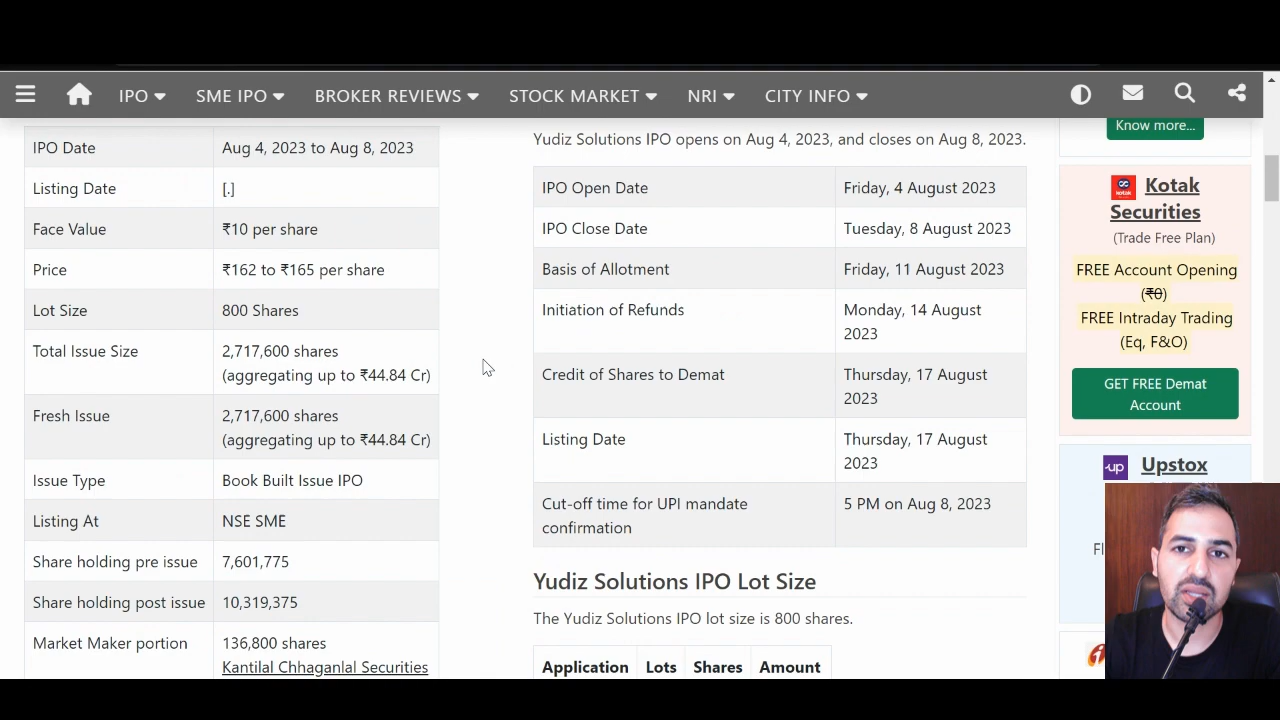 IPO SME IPO BROKER REVIEWS STOCK MARKET NRI CITY INFO
IPO Date Aug 4, 2023 to Aug 8, 2023
Listing Date [.]
Face Value ₹10 per share
Price ₹162 to ₹165 per share
Lot Size 800 Shares
Total Issue Size 2,717,600 shares
(aggregating up to ₹44.84 Cr)
Fresh Issue 2,717,600 shares
(aggregating up to ₹44.84 Cr)
Issue Type Book Built Issue IPO
Listing At NSE SME
Share holding pre issue 7,601,775
Share holding post issue 10,319,375
Market Maker portion 136,800 shares
Kantilal Chhaganlal Securities
Yudiz Solutions IPO opens on Aug 4, 2023, and closes on Aug 8, 2023.
IPO Open Date Friday, 4 August 2023
IPO Close Date Tuesday, 8 August 2023
Basis of Allotment Friday, 11 August 2023
Initiation of Refunds Monday, 14 August
2023
Credit of Shares to Demat Thursday, 17 August
2023
Listing Date Thursday, 17 August
2023
Cut-off time for UPI mandate 5 PM on Aug 8, 2023
confirmation
Yudiz Solutions IPO Lot Size
The Yudiz Solutions IPO lot size is 800 shares.
Application Lots Shares Amount
Know more...
kotak
Kotak
Securities
(Trade Free Plan)
FREE Account Opening
(₹0)
FREE Intraday Trading
(Eq, F&O)
GET FREE Demat
Account
up Upstox